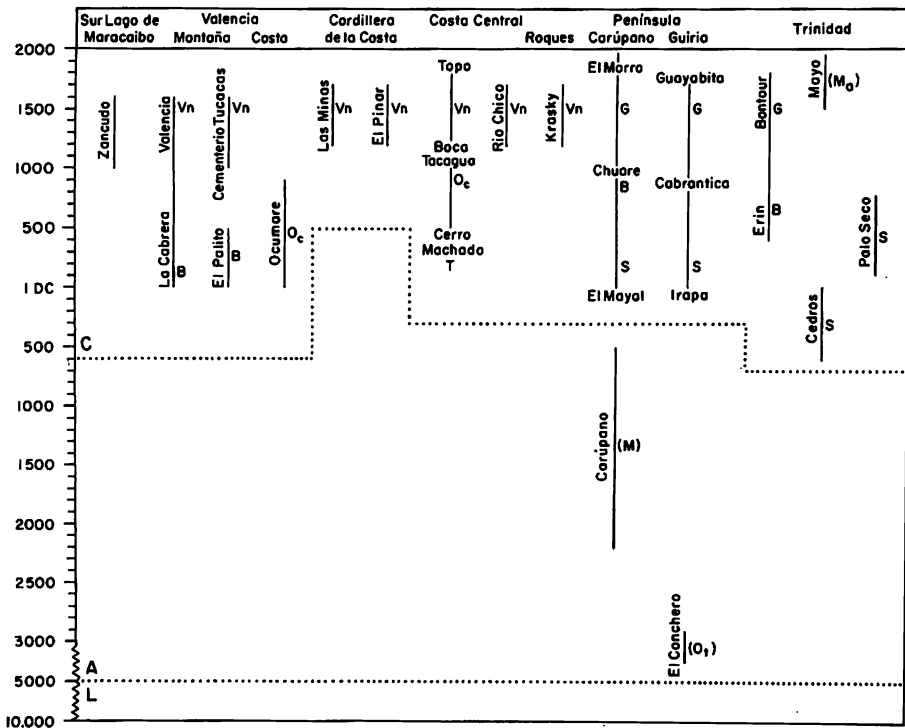 Sur Lago de Maracaibo
Valencia
Montaña Costa
Cordillera de la Costa
Costa Central
Roques
Península
Carúpano Guiria
Trinidad
2000
1500
1000
500
1 DC
500
1000
1500
2000
2500
3000
5000
10,000
C
A
L
Zancudo
Valencia
Vn
La Cabrera
B
Cementerio Tucacas
Vn
El Palito
B
Ocumare
Oc
Las Minas
Vn
El Pinar
Vn
Topo
Vn
Boca Tacagua
Oc
Cerro Machado
T
Rio Chico
Vn
Krasky
Vn
El Morro
G
Chuare
B
S
El Mayal
Carúpano
(M)
Guayabita
G
Cabrantica
S
Irapa
El Conchero
(Ot)
Bontour
G
Erin
B
Mayo
(Ma)
Cedros
S
Palo Seco
S